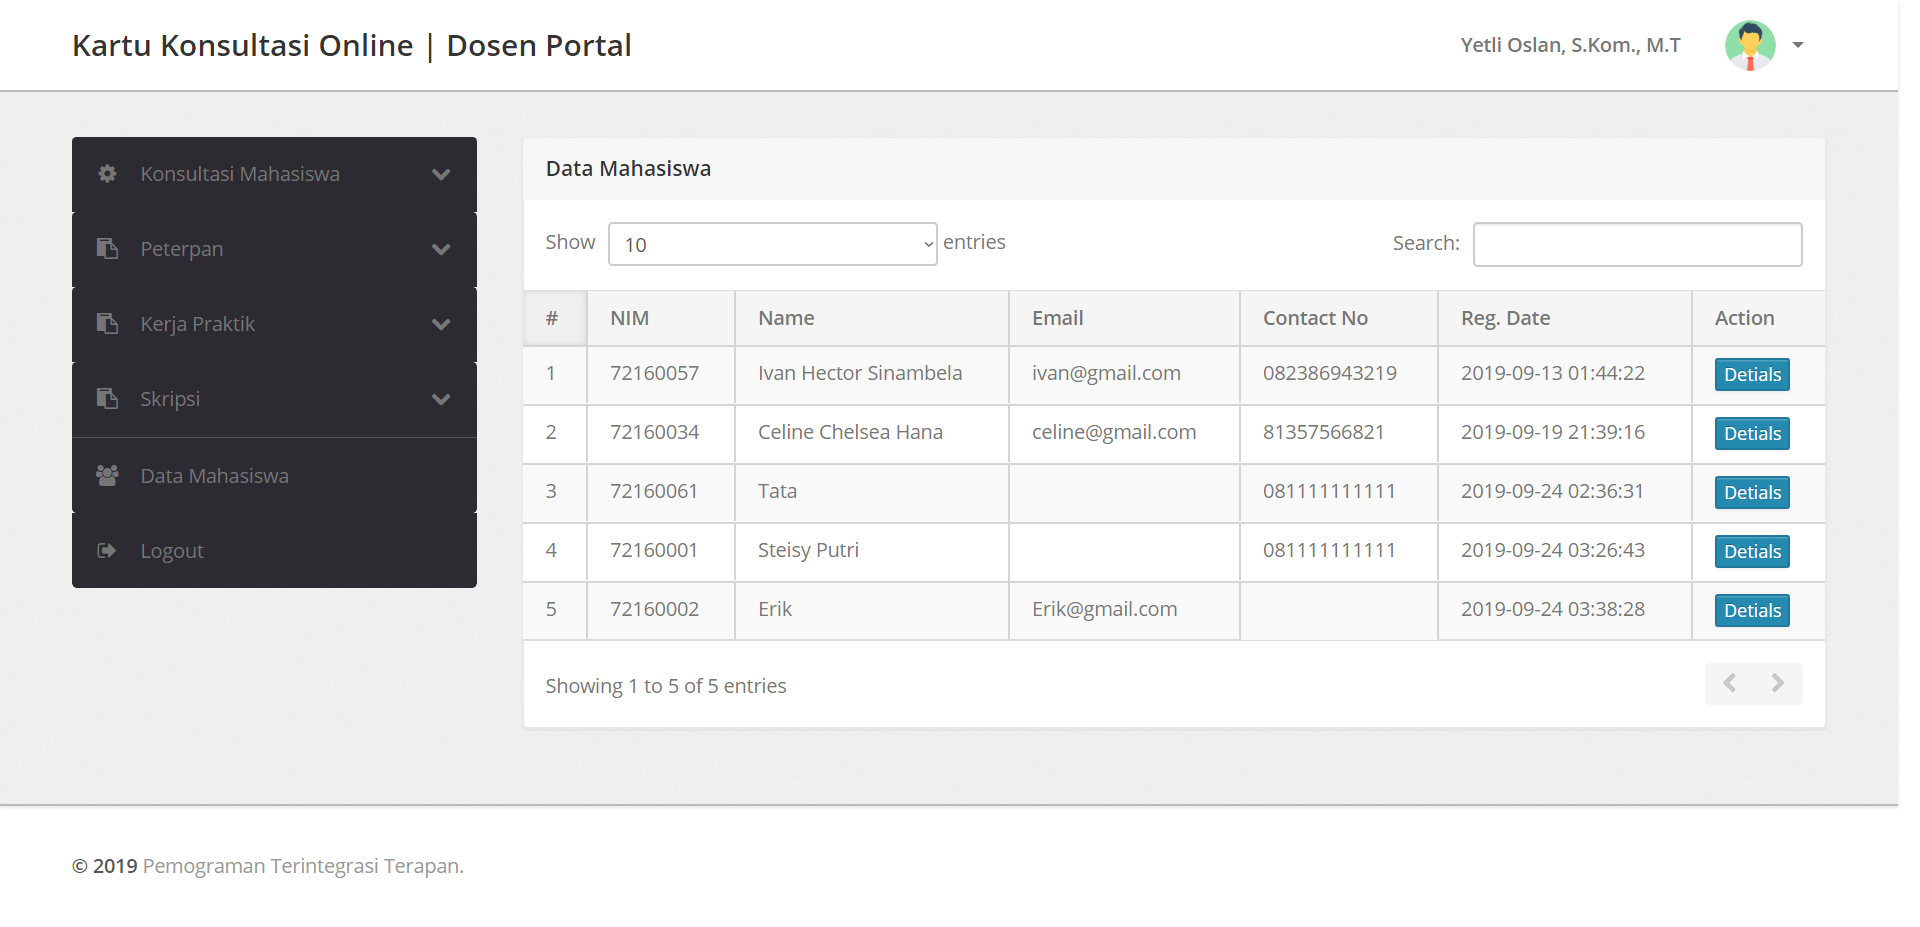 Kartu Konsultasi Online | Dosen Portal
Yetli Oslan, S.Kom., M.T
Konsultasi Mahasiswa
Peterpan
Kerja Praktik
Skripsi
Data Mahasiswa
Logout
Data Mahasiswa
Show 10 entries Search:
# NIM Name Email Contact No Reg. Date Action
1 72160057 Ivan Hector Sinambela ivan@gmail.com 082386943219 2019-09-13 01:44:22 Detials
2 72160034 Celine Chelsea Hana celine@gmail.com 81357566821 2019-09-19 21:39:16 Detials
3 72160061 Tata 081111111111 2019-09-24 02:36:31 Detials
4 72160001 Steisy Putri 081111111111 2019-09-24 03:26:43 Detials
5 72160002 Erik Erik@gmail.com 2019-09-24 03:38:28 Detials
Showing 1 to 5 of 5 entries
© 2019 Pemograman Terintegrasi Terapan.